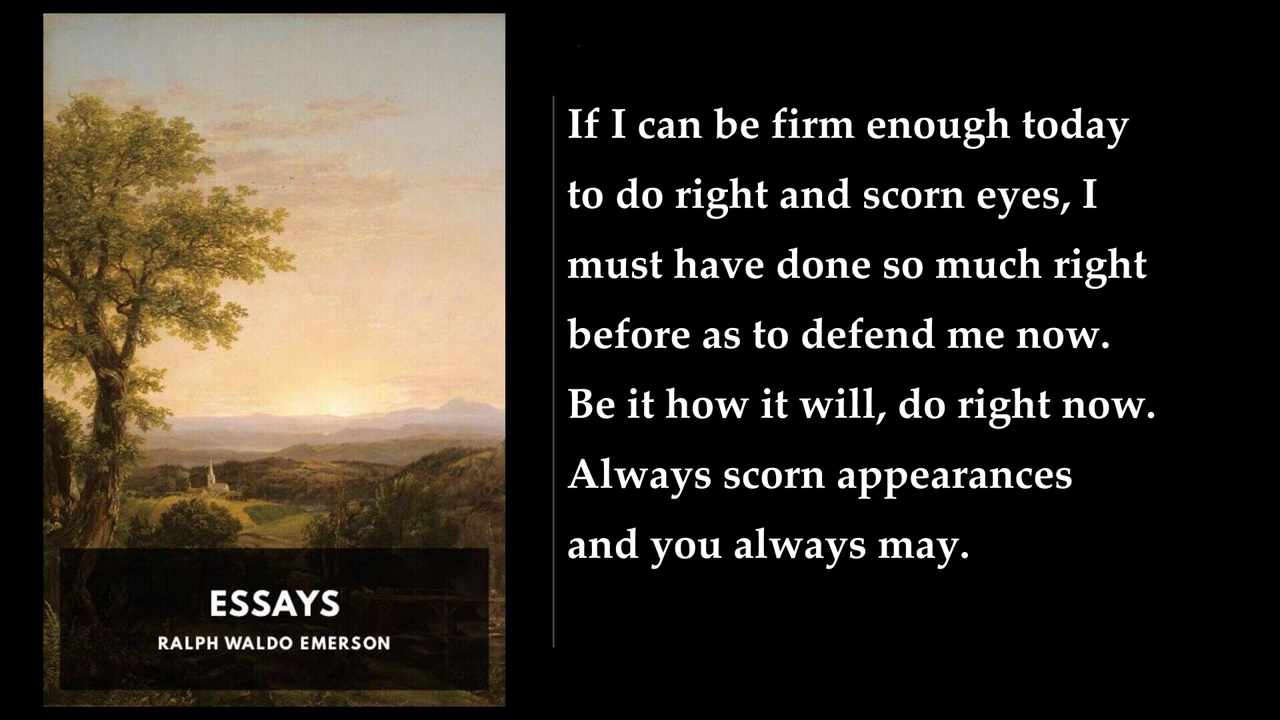 ESSAYS
RALPH WALDO EMERSON
If I can be firm enough today
to do right and scorn eyes, I
must have done so much right
before as to defend me now.
Be it how it will, do right now.
Always scorn appearances
and you always may.